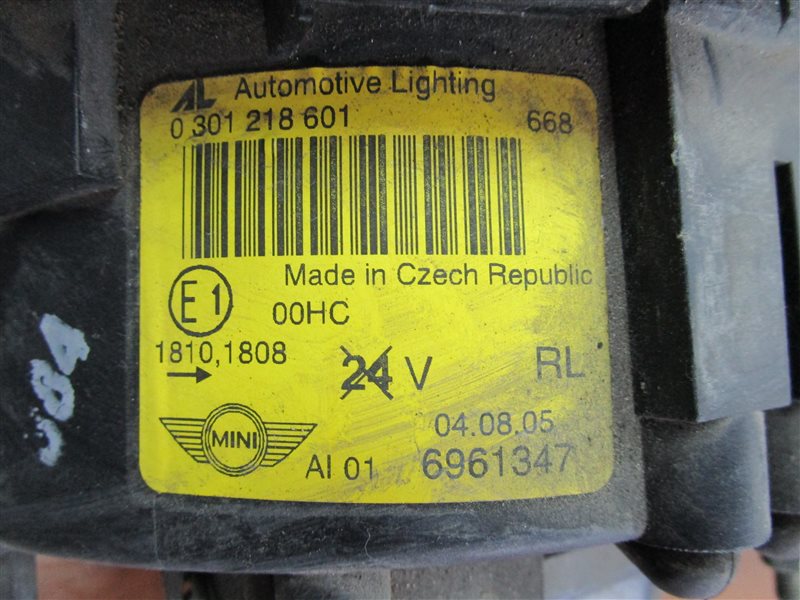 AL Automotive Lighting
0 301 218 601 668
Made in Czech Republic
E1 00HC
1810,1808
24 V RL
MINI
04.08.05
AI 01 6961347